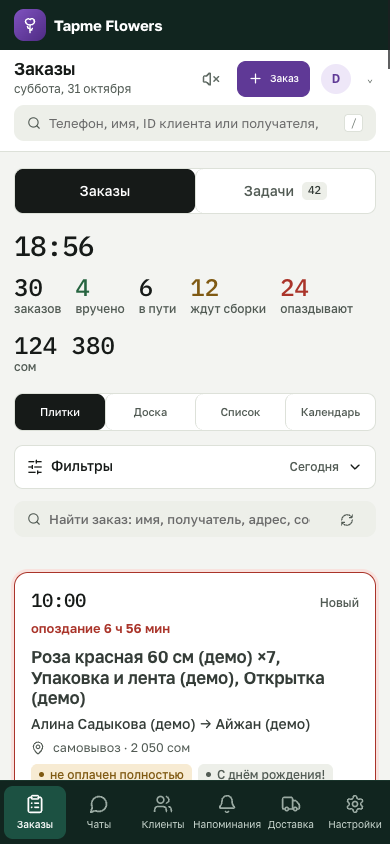 Tapme Flowers
Заказы
суббота, 31 октября
Заказ
D
Телефон, имя, ID клиента или получателя,
/
Заказы
Задачи 42
18:56
30 4 6 12 24
заказов вручено в пути ждут сборки опаздывают
124 380
сом
Плитки Доска Список Календарь
Фильтры Сегодня
Найти заказ: имя, получатель, адрес, со
10:00 Новый
опоздание 6 ч 56 мин
Роза красная 60 см (демо) ×7,
Упаковка и лента (демо), Открытка
(демо)
Алина Садыкова (демо) → Айжан (демо)
самовывоз · 2 050 сом
• не оплачен полностью • С днём рождения!
Заказы Чаты Клиенты Напоминания Доставка Настройки